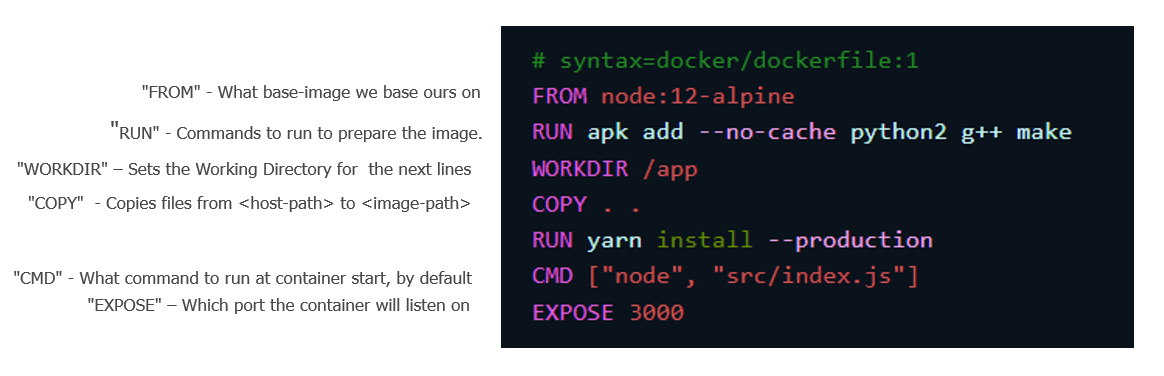 "FROM" - What base-image we base ours on
"RUN" - Commands to run to prepare the image.
"WORKDIR" – Sets the Working Directory for  the next lines
"COPY"  - Copies files from <host-path> to <image-path>
"CMD" - What command to run at container start, by default
"EXPOSE" – Which port the container will listen on
# syntax=docker/dockerfile:1
FROM node:12-alpine
RUN apk add --no-cache python2 g++ make
WORKDIR /app
COPY . .
RUN yarn install --production
CMD ["node", "src/index.js"]
EXPOSE 3000